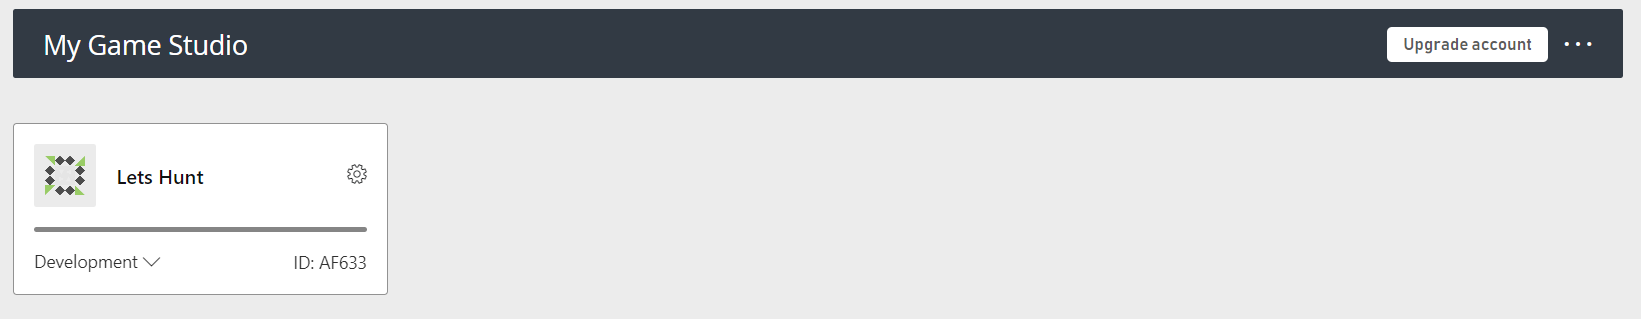 My Game Studio
Upgrade account
Lets Hunt
Development
ID: AF633